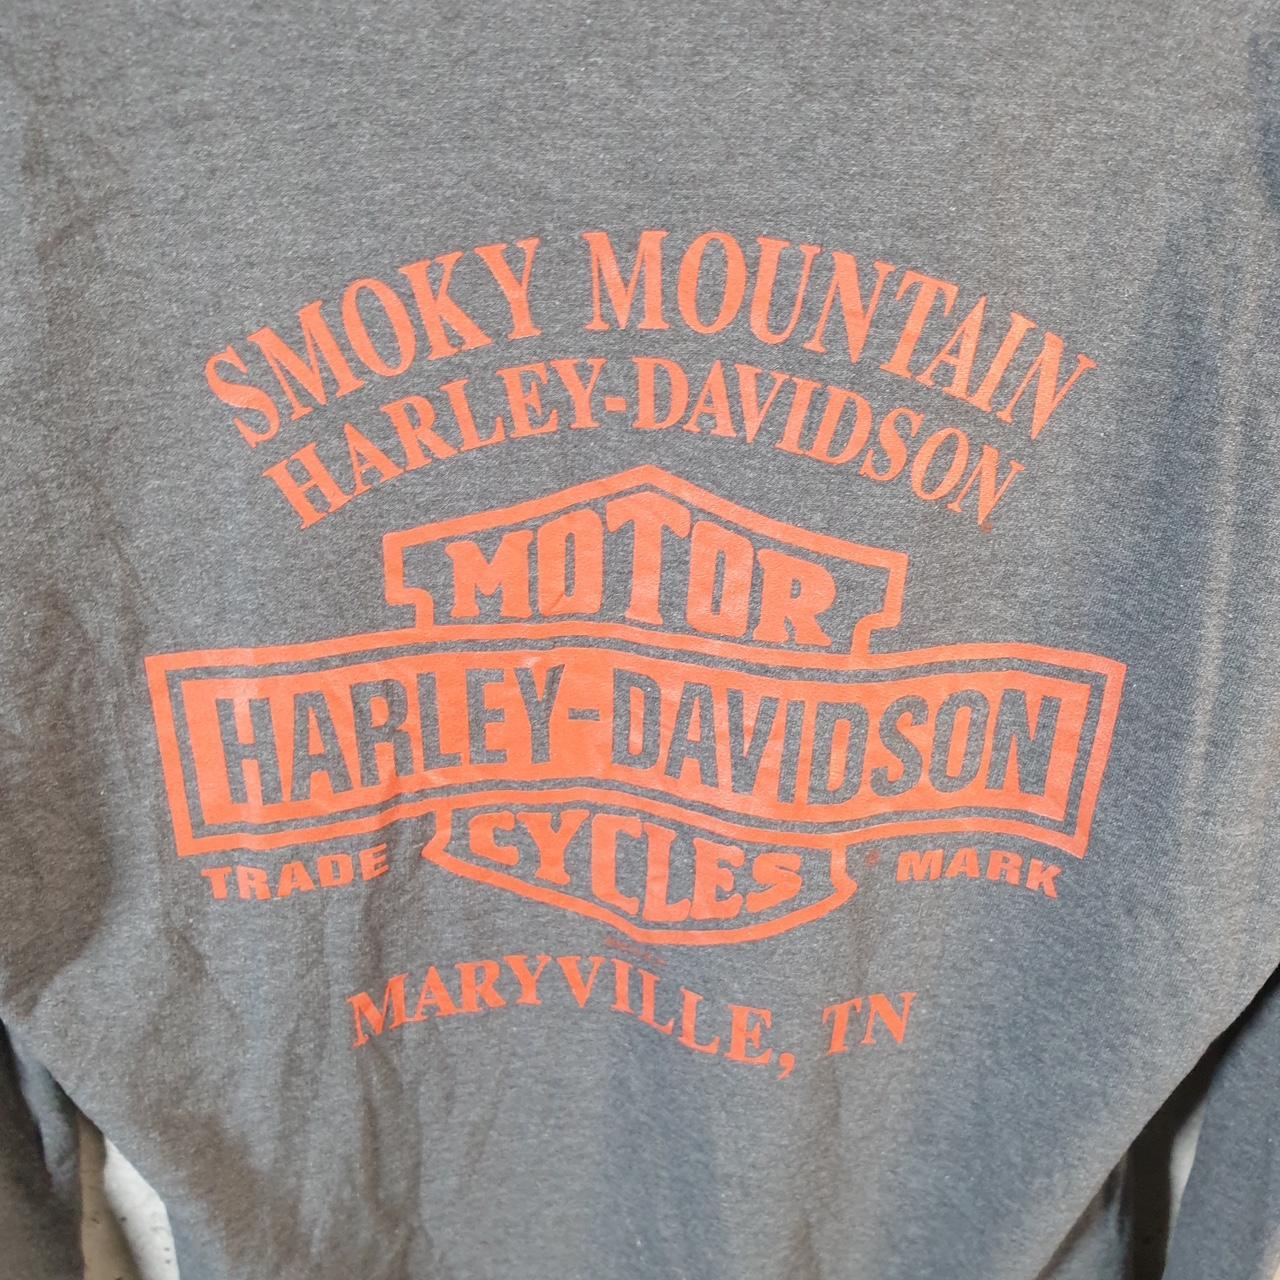 SMOKY MOUNTAIN
HARLEY-DAVIDSON
MOTOR
HARLEY-DAVIDSON
CYCLES
TRADE MARK
MARYVILLE, TN